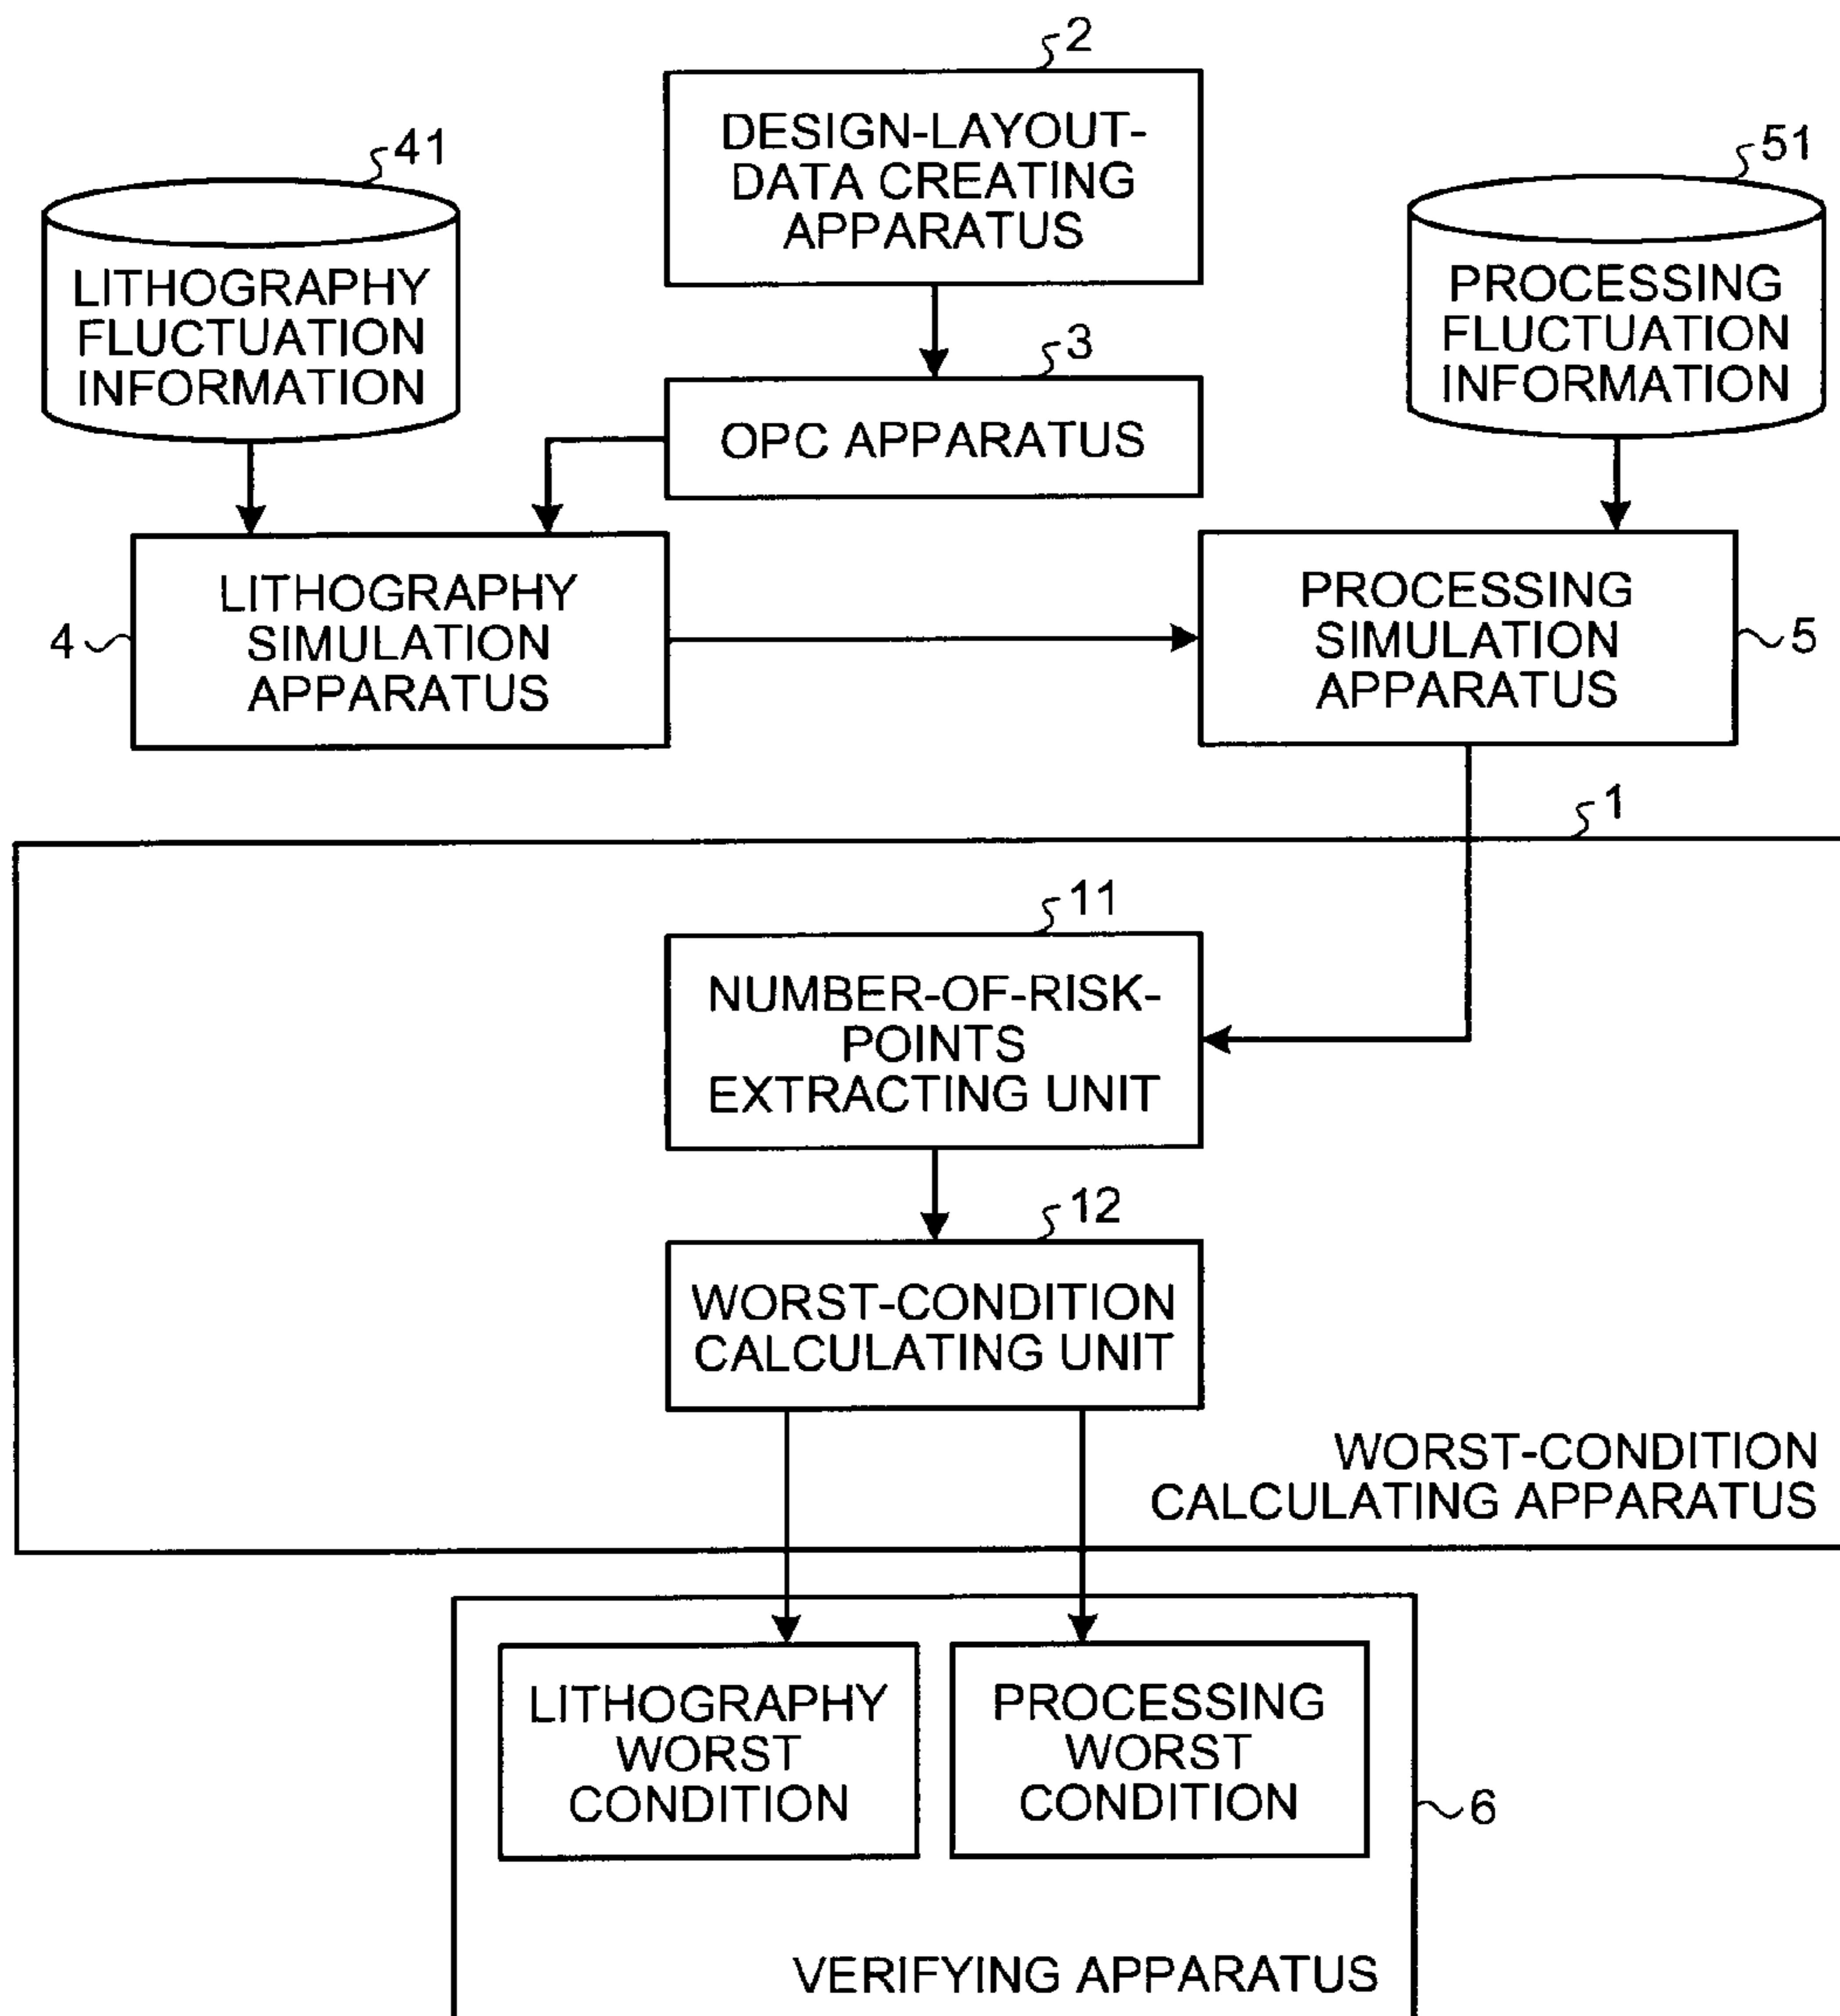 2
DESIGN-LAYOUT-
DATA CREATING
APPARATUS
41
LITHOGRAPHY
FLUCTUATION
INFORMATION
51
PROCESSING
FLUCTUATION
INFORMATION
3
OPC APPARATUS
4
LITHOGRAPHY
SIMULATION
APPARATUS
PROCESSING
SIMULATION
APPARATUS
5
1
11
NUMBER-OF-RISK-
POINTS
EXTRACTING UNIT
12
WORST-CONDITION
CALCULATING UNIT
WORST-CONDITION
CALCULATING APPARATUS
LITHOGRAPHY
WORST
CONDITION
PROCESSING
WORST
CONDITION
6
VERIFYING APPARATUS